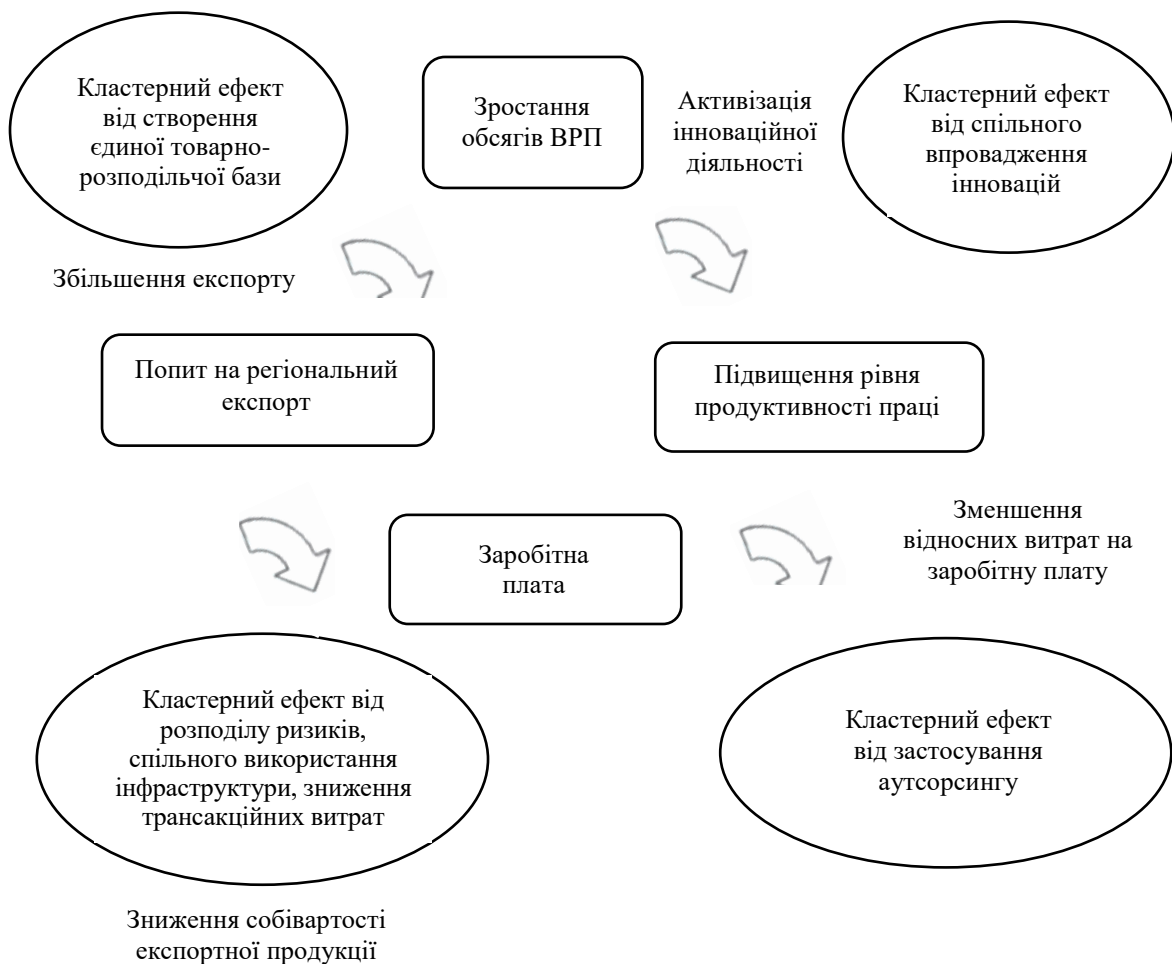 Кластерний ефект
від створення
єдиної товарно-
розподільчої бази
Зростання
обсягів ВРП
Активізація
інноваційної
діяльності
Кластерний ефект
від спільного
впровадження
інновацій
Збільшення експорту
Попит на регіональний
експорт
Підвищення рівня
продуктивності праці
Заробітна
плата
Зменшення
відносних витрат на
заробітну плату
Кластерний ефект від
розподілу ризиків,
спільного використання
інфраструктури, зниження
трансакційних витрат
Кластерний ефект
від застосування
аутсорсингу
Зниження собівартості
експортної продукції